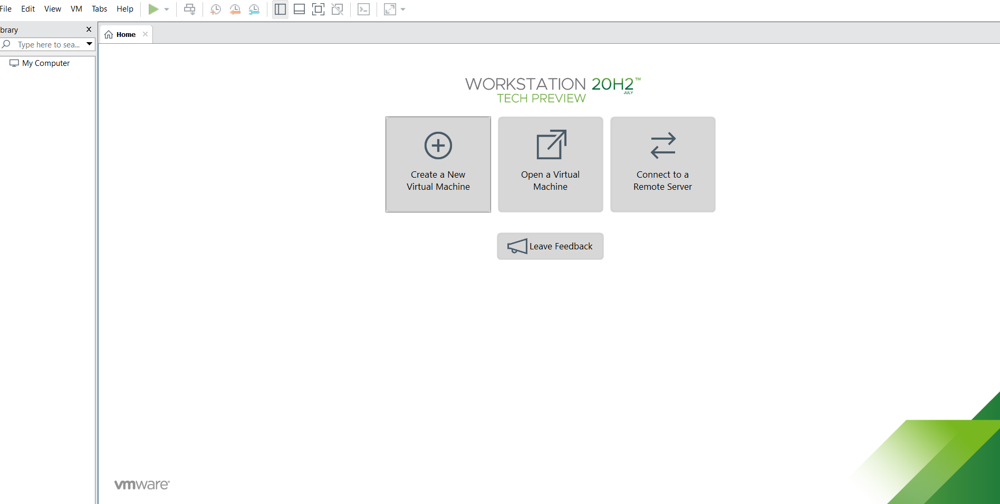 File Edit View VM Tabs Help
brary
Type here to sea...
Home
My Computer
WORKSTATION 20H2™
JULY
TECH PREVIEW
Create a New
Virtual Machine
Open a Virtual
Machine
Connect to a
Remote Server
Leave Feedback
vmware®